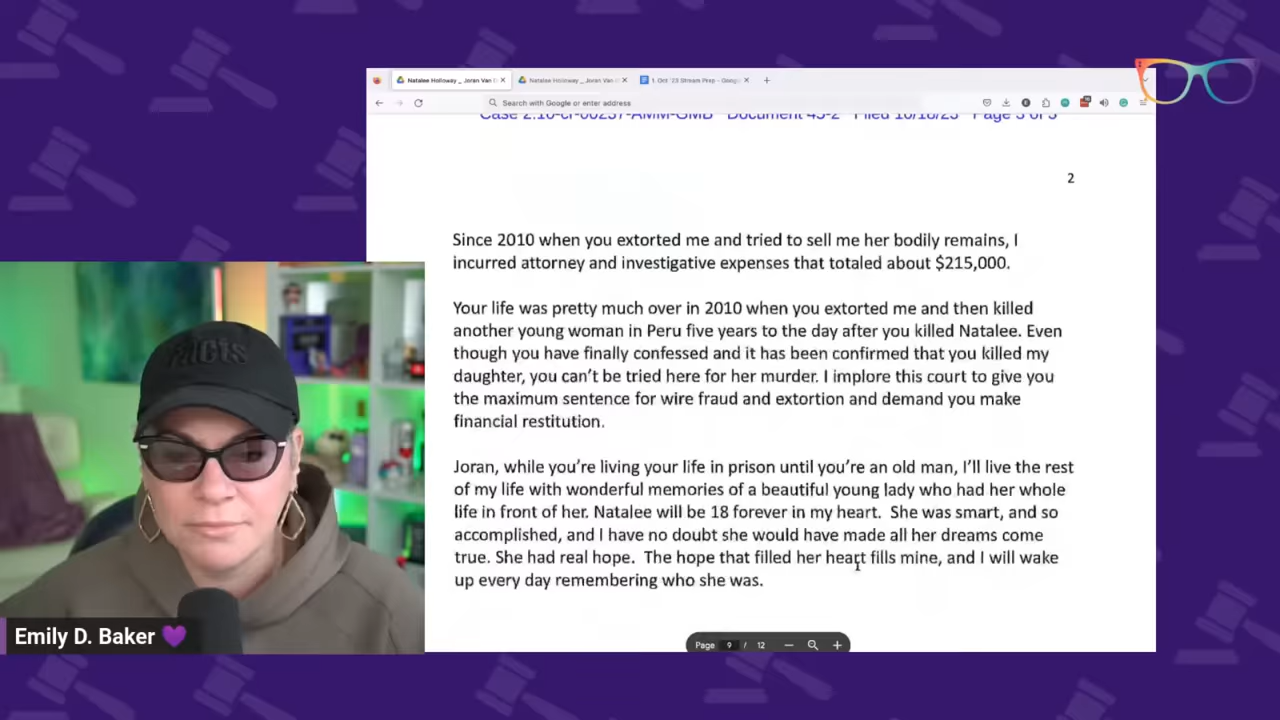 Natalee Holloway _ Joran Van
Natalee Holloway _ Joran Van
1. Oct '23 Stream Prep - Goog
Search with Google or enter address
Case 2:10-cr-00237-AMM-GMB Document 45-2 Filed 10/18/23 Page 3 of 3
2
Since 2010 when you extorted me and tried to sell me her bodily remains, I
incurred attorney and investigative expenses that totaled about $215,000.
Your life was pretty much over in 2010 when you extorted me and then killed
another young woman in Peru five years to the day after you killed Natalee. Even
though you have finally confessed and it has been confirmed that you killed my
daughter, you can't be tried here for her murder. I implore this court to give you
the maximum sentence for wire fraud and extortion and demand you make
financial restitution.
Joran, while you're living your life in prison until you're an old man, I'll live the rest
of my life with wonderful memories of a beautiful young lady who had her whole
life in front of her. Natalee will be 18 forever in my heart. She was smart, and so
accomplished, and I have no doubt she would have made all her dreams come
true. She had real hope. The hope that filled her heart fills mine, and I will wake
up every day remembering who she was.
Page 9 / 12
Facts
Emily D. Baker